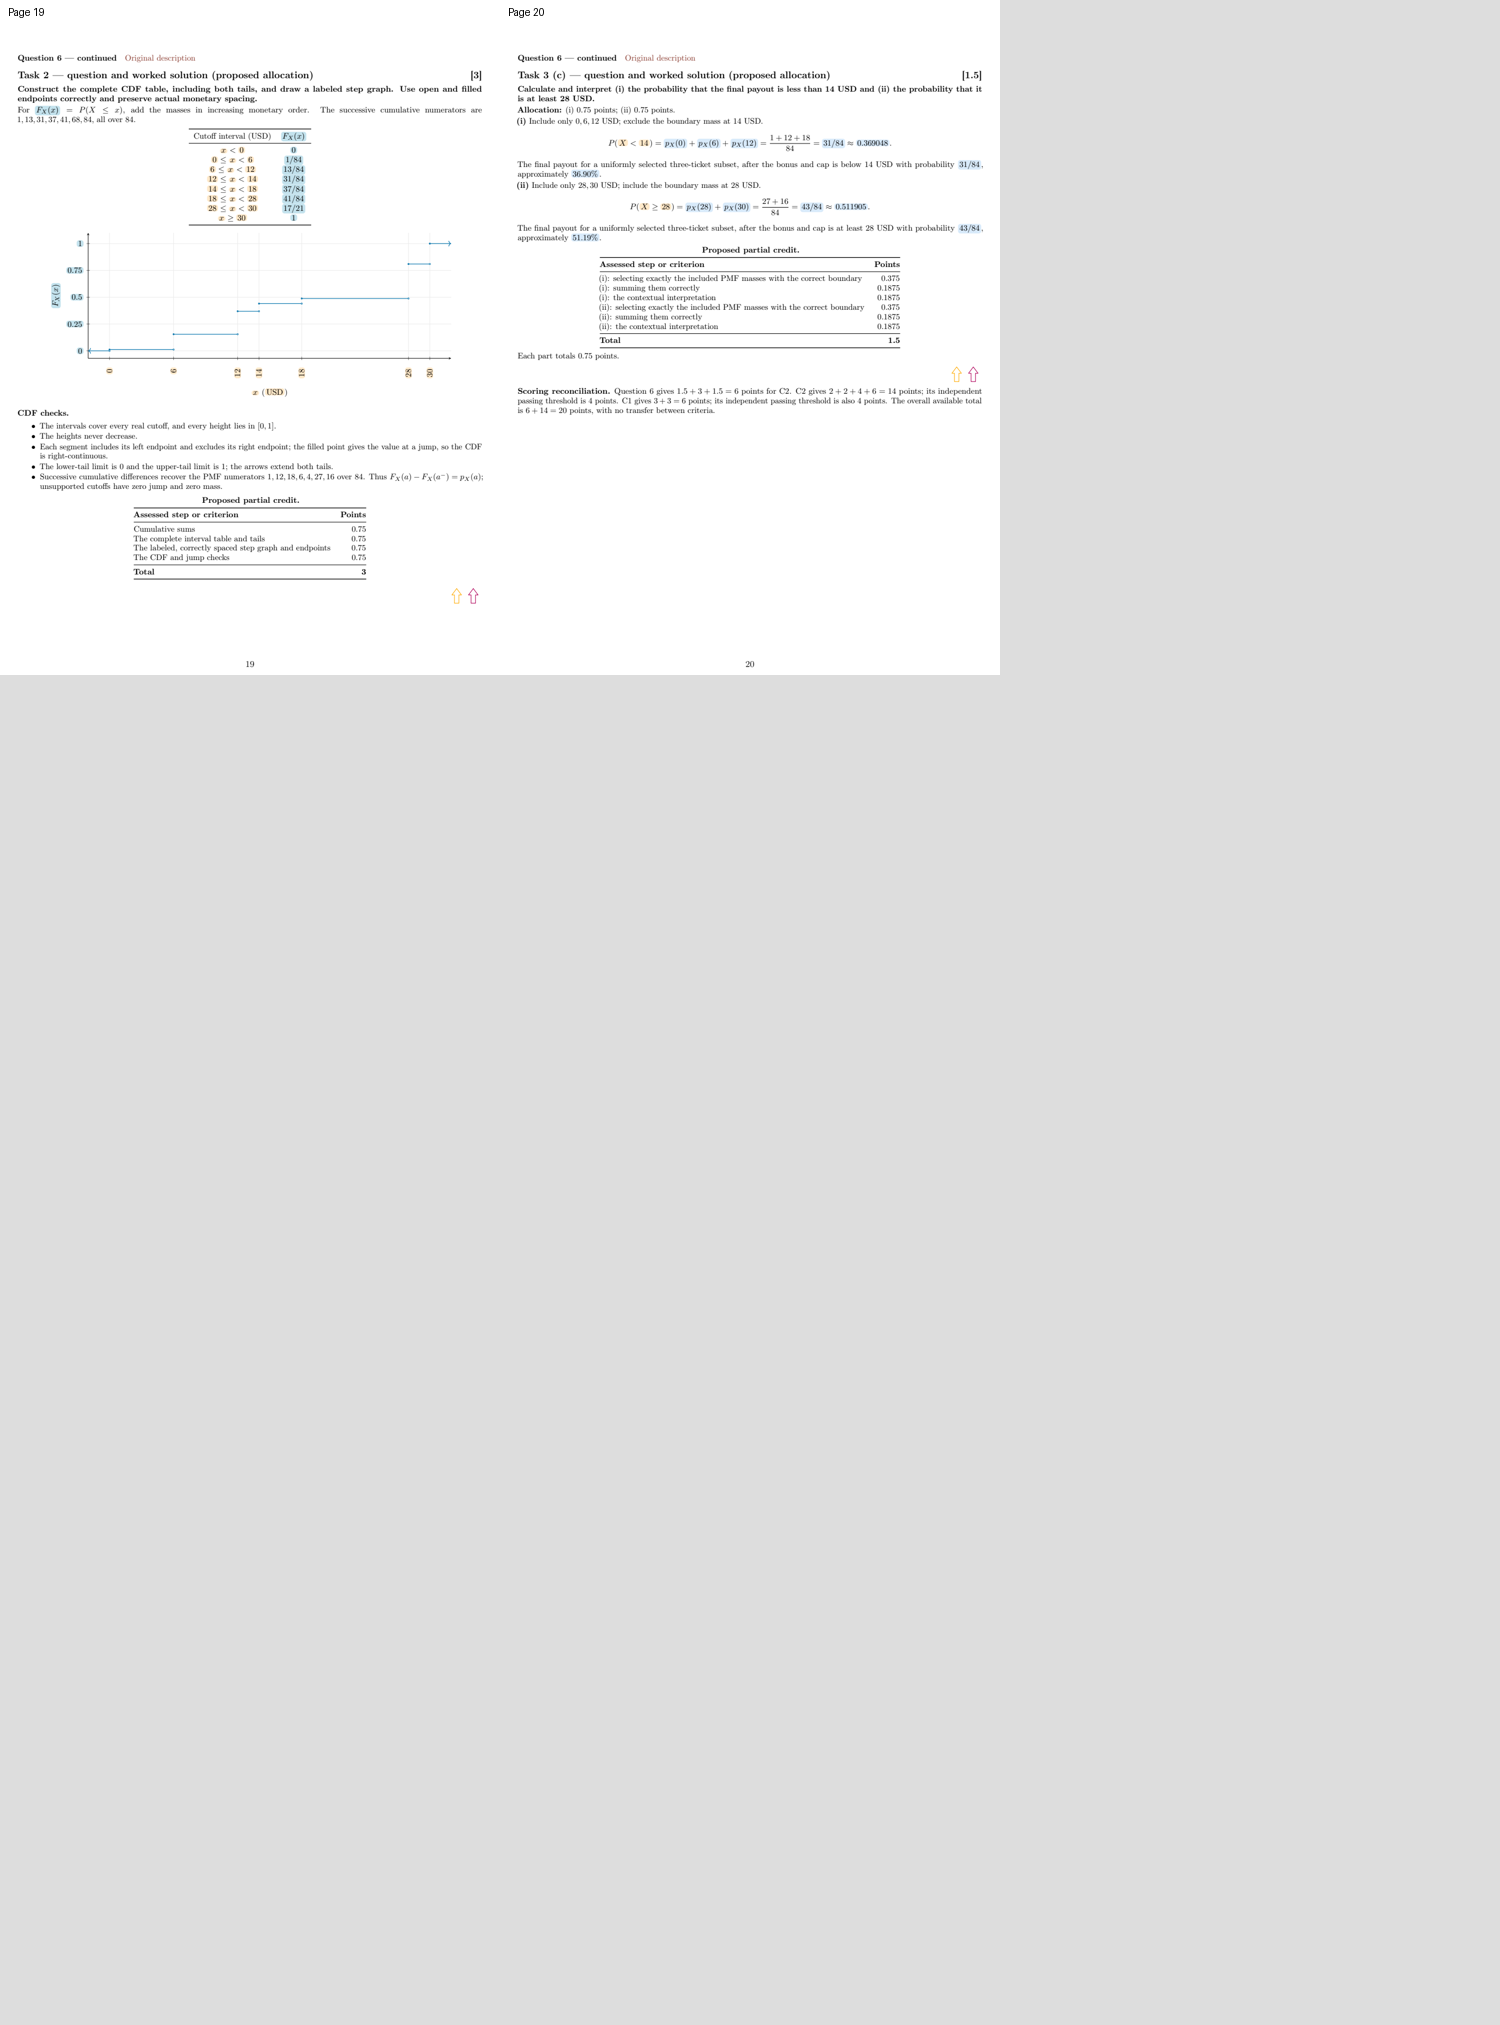 Page 19
Question 6 — continued Original description
Task 2 — question and worked solution (proposed allocation) [3]
Construct the complete CDF table, including both tails, and draw a labeled step graph. Use open and filled
endpoints correctly and preserve actual monetary spacing.
For F_X(x) = P(X ≤ x), add the masses in increasing monetary order. The successive cumulative numerators are
1, 13, 31, 37, 41, 68, 84, all over 84.
Cutoff interval (USD) F_X(x)
x < 0 0
0 ≤ x < 6 1/84
6 ≤ x < 12 13/84
12 ≤ x < 14 31/84
14 ≤ x < 18 37/84
18 ≤ x < 28 41/84
28 ≤ x < 30 17/21
x ≥ 30 1
1
0.75
0.5
0.25
0
F_X(x)
0 6 12 14 18 28 30
x (USD)
CDF checks.
• The intervals cover every real cutoff, and every height lies in [0, 1].
• The heights never decrease.
• Each segment includes its left endpoint and excludes its right endpoint; the filled point gives the value at a jump, so the CDF
is right-continuous.
• The lower-tail limit is 0 and the upper-tail limit is 1; the arrows extend both tails.
• Successive cumulative differences recover the PMF numerators 1, 12, 18, 6, 4, 27, 16 over 84. Thus F_X(a) − F_X(a⁻) = p_X(a);
unsupported cutoffs have zero jump and zero mass.
Proposed partial credit.
Assessed step or criterion Points
Cumulative sums 0.75
The complete interval table and tails 0.75
The labeled, correctly spaced step graph and endpoints 0.75
The CDF and jump checks 0.75
Total 3
19
Page 20
Question 6 — continued Original description
Task 3 (c) — question and worked solution (proposed allocation) [1.5]
Calculate and interpret (i) the probability that the final payout is less than 14 USD and (ii) the probability that it
is at least 28 USD.
Allocation: (i) 0.75 points; (ii) 0.75 points.
(i) Include only 0, 6, 12 USD; exclude the boundary mass at 14 USD.
P(X < 14) = p_X(0) + p_X(6) + p_X(12) = (1 + 12 + 18)/84 = 31/84 ≈ 0.369048.
The final payout for a uniformly selected three-ticket subset, after the bonus and cap is below 14 USD with probability 31/84,
approximately 36.90%.
(ii) Include only 28, 30 USD; include the boundary mass at 28 USD.
P(X ≥ 28) = p_X(28) + p_X(30) = (27 + 16)/84 = 43/84 ≈ 0.511905.
The final payout for a uniformly selected three-ticket subset, after the bonus and cap is at least 28 USD with probability 43/84,
approximately 51.19%.
Proposed partial credit.
Assessed step or criterion Points
(i): selecting exactly the included PMF masses with the correct boundary 0.375
(i): summing them correctly 0.1875
(i): the contextual interpretation 0.1875
(ii): selecting exactly the included PMF masses with the correct boundary 0.375
(ii): summing them correctly 0.1875
(ii): the contextual interpretation 0.1875
Total 1.5
Each part totals 0.75 points.
Scoring reconciliation. Question 6 gives 1.5 + 3 + 1.5 = 6 points for C2. C2 gives 2 + 2 + 4 + 6 = 14 points; its independent
passing threshold is 4 points. C1 gives 3 + 3 = 6 points; its independent passing threshold is also 4 points. The overall available total
is 6 + 14 = 20 points, with no transfer between criteria.
20